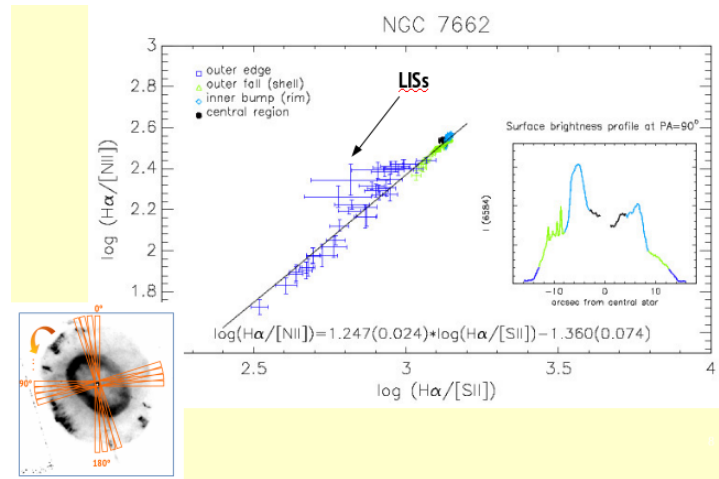 NGC 7662
3
2.8
2.6
2.4
2.2
2
1.8
log (Hα/[NII])
outer edge
outer fall (shell)
inner bump (rim)
central region
LISs
Surface brightness profile at PA=90°
I (6584)
-10
0
10
arcsec from central star
log(Hα/[NII])=1.247(0.024)*log(Hα/[SII])-1.360(0.074)
2.5
3
3.5
4
log (Hα/[SII])
0°
90°
180°